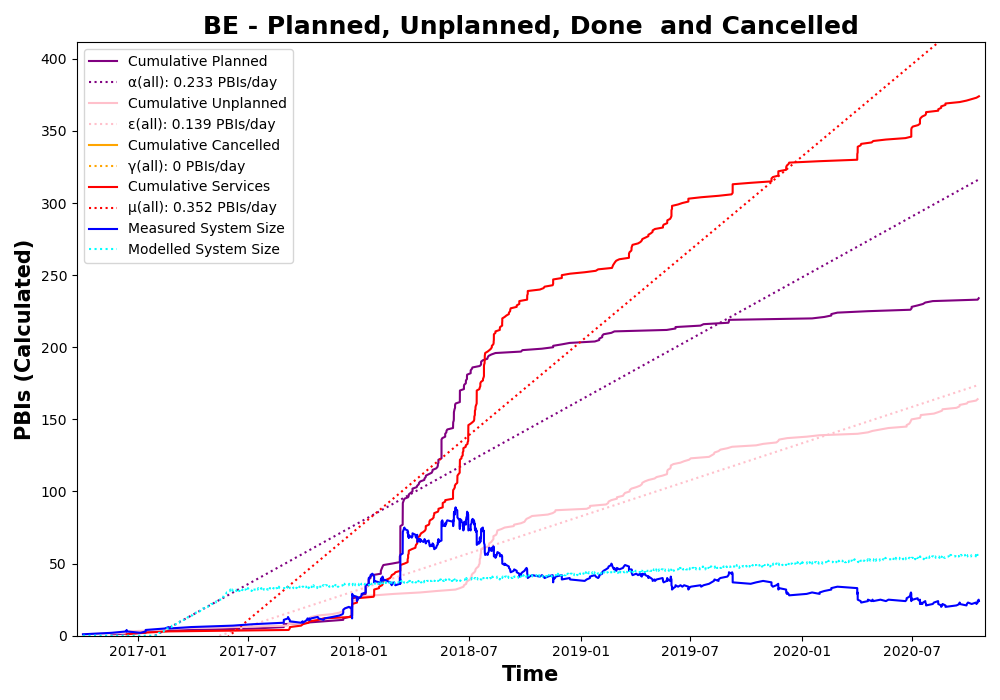 BE - Planned, Unplanned, Done  and Cancelled
Cumulative Planned
α(all): 0.233 PBIs/day
Cumulative Unplanned
ε(all): 0.139 PBIs/day
Cumulative Cancelled
γ(all): 0 PBIs/day
Cumulative Services
μ(all): 0.352 PBIs/day
Measured System Size
Modelled System Size
PBIs (Calculated)
400
350
300
250
200
150
100
50
0
2017-01 2017-07 2018-01 2018-07 2019-01 2019-07 2020-01 2020-07
Time